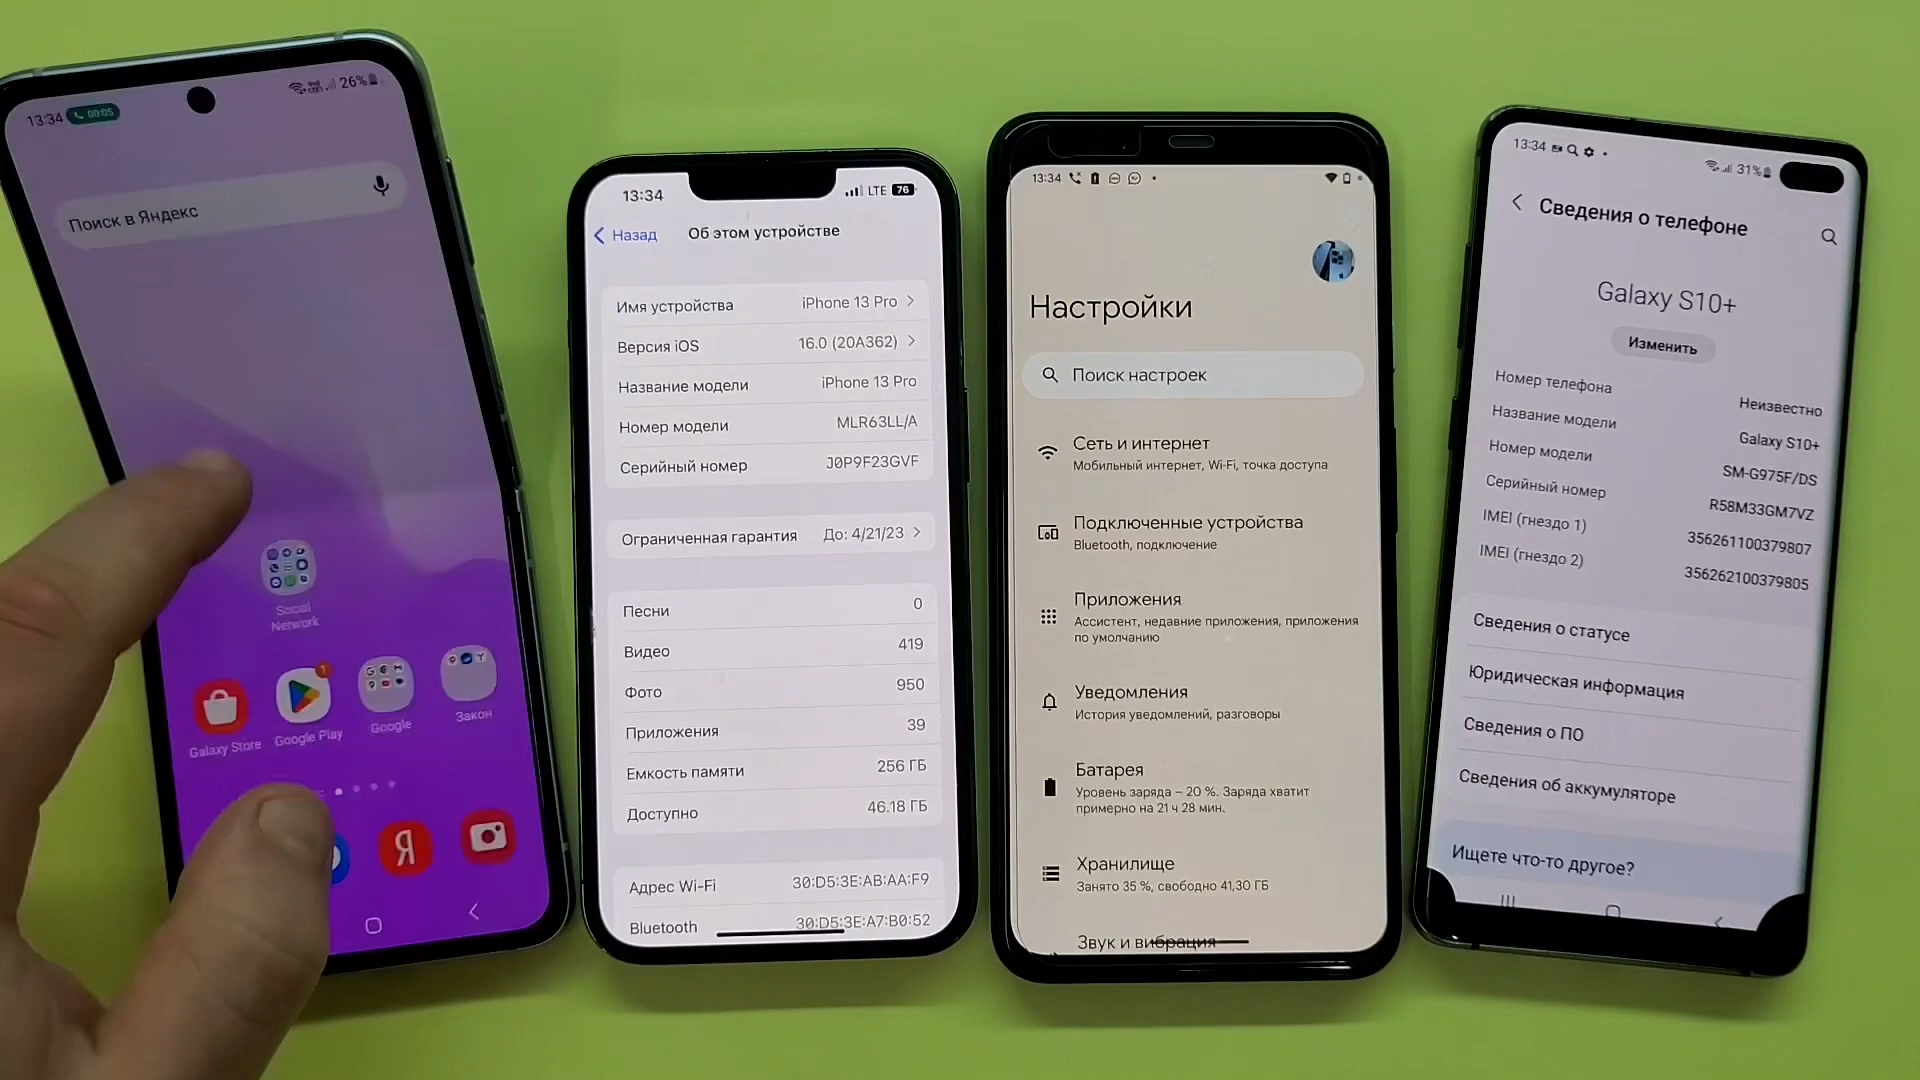 13:34
00:05
26%
Поиск в Яндекс
Social
Network
1
Galaxy Store
Google Play
Google
Закон
Я
13:34
LTE
76
Назад
Об этом устройстве
Имя устройства
iPhone 13 Pro
Версия iOS
16.0 (20A362)
Название модели
iPhone 13 Pro
Номер модели
MLR63LL/A
Серийный номер
J0P9F23GVF
Ограниченная гарантия
До: 4/21/23
Песни
0
Видео
419
Фото
950
Приложения
39
Емкость памяти
256 ГБ
Доступно
46.18 ГБ
Адрес Wi-Fi
30:D5:3E:AB:AA:F9
Bluetooth
30:D5:3E:A7:B0:52
13:34
Настройки
Поиск настроек
Сеть и интернет
Мобильный интернет, Wi-Fi, точка доступа
Подключенные устройства
Bluetooth, подключение
Приложения
Ассистент, недавние приложения, приложения
по умолчанию
Уведомления
История уведомлений, разговоры
Батарея
Уровень заряда – 20 %. Заряда хватит
примерно на 21 ч 28 мин.
Хранилище
Занято 35 %, свободно 41,30 ГБ
Звук и вибрация
13:34
31%
Сведения о телефоне
Galaxy S10+
Изменить
Номер телефона
Неизвестно
Название модели
Galaxy S10+
Номер модели
SM-G975F/DS
Серийный номер
R58M33GM7VZ
IMEI (гнездо 1)
356261100379807
IMEI (гнездо 2)
356262100379805
Сведения о статусе
Юридическая информация
Сведения о ПО
Сведения об аккумуляторе
Ищете что-то другое?